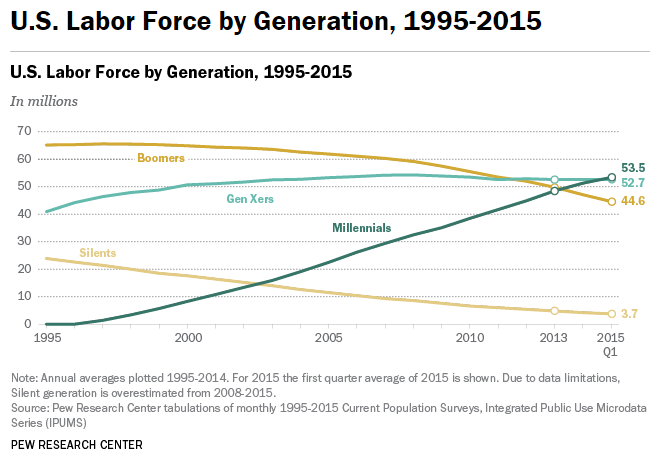 U.S. Labor Force by Generation, 1995-2015
U.S. Labor Force by Generation, 1995-2015
In millions
70
60
50
40
30
20
10
0
Boomers
Gen Xers
Millennials
Silents
53.5
52.7
44.6
3.7
1995
2000
2005
2010
2013
2015
Q1
Note: Annual averages plotted 1995-2014. For 2015 the first quarter average of 2015 is shown. Due to data limitations,
Silent generation is overestimated from 2008-2015.
Source: Pew Research Center tabulations of monthly 1995-2015 Current Population Surveys, Integrated Public Use Microdata
Series (IPUMS)
PEW RESEARCH CENTER